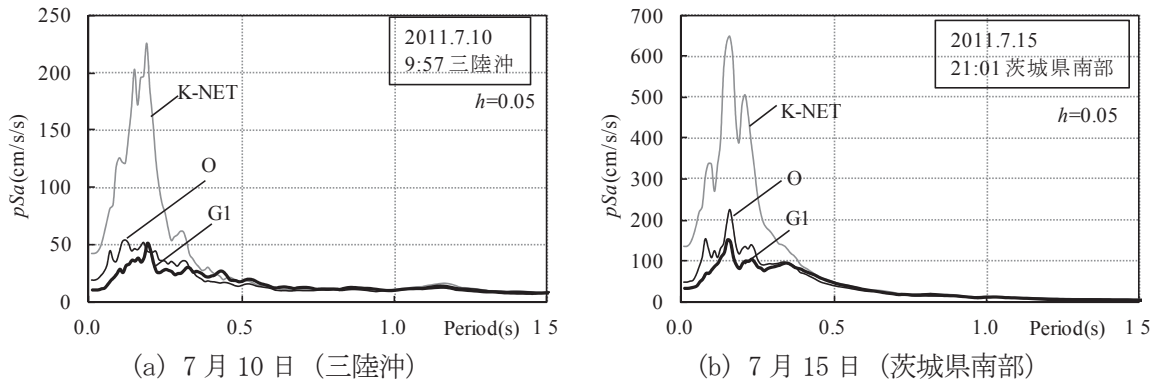 250
200
150
100
50
0
pSa(cm/s/s)
2011.7.10
9:57 三陸沖
h=0.05
K-NET
O
G1
0.0 0.5 1.0 Period(s) 1 5
(a) 7 月 10 日 (三陸沖)
700
600
500
400
300
200
100
0
pSa(cm/s/s)
2011.7.15
21:01 茨城県南部
h=0.05
K-NET
O
G1
0.0 0.5 1.0 Period(s) 1 5
(b) 7 月 15 日 (茨城県南部)